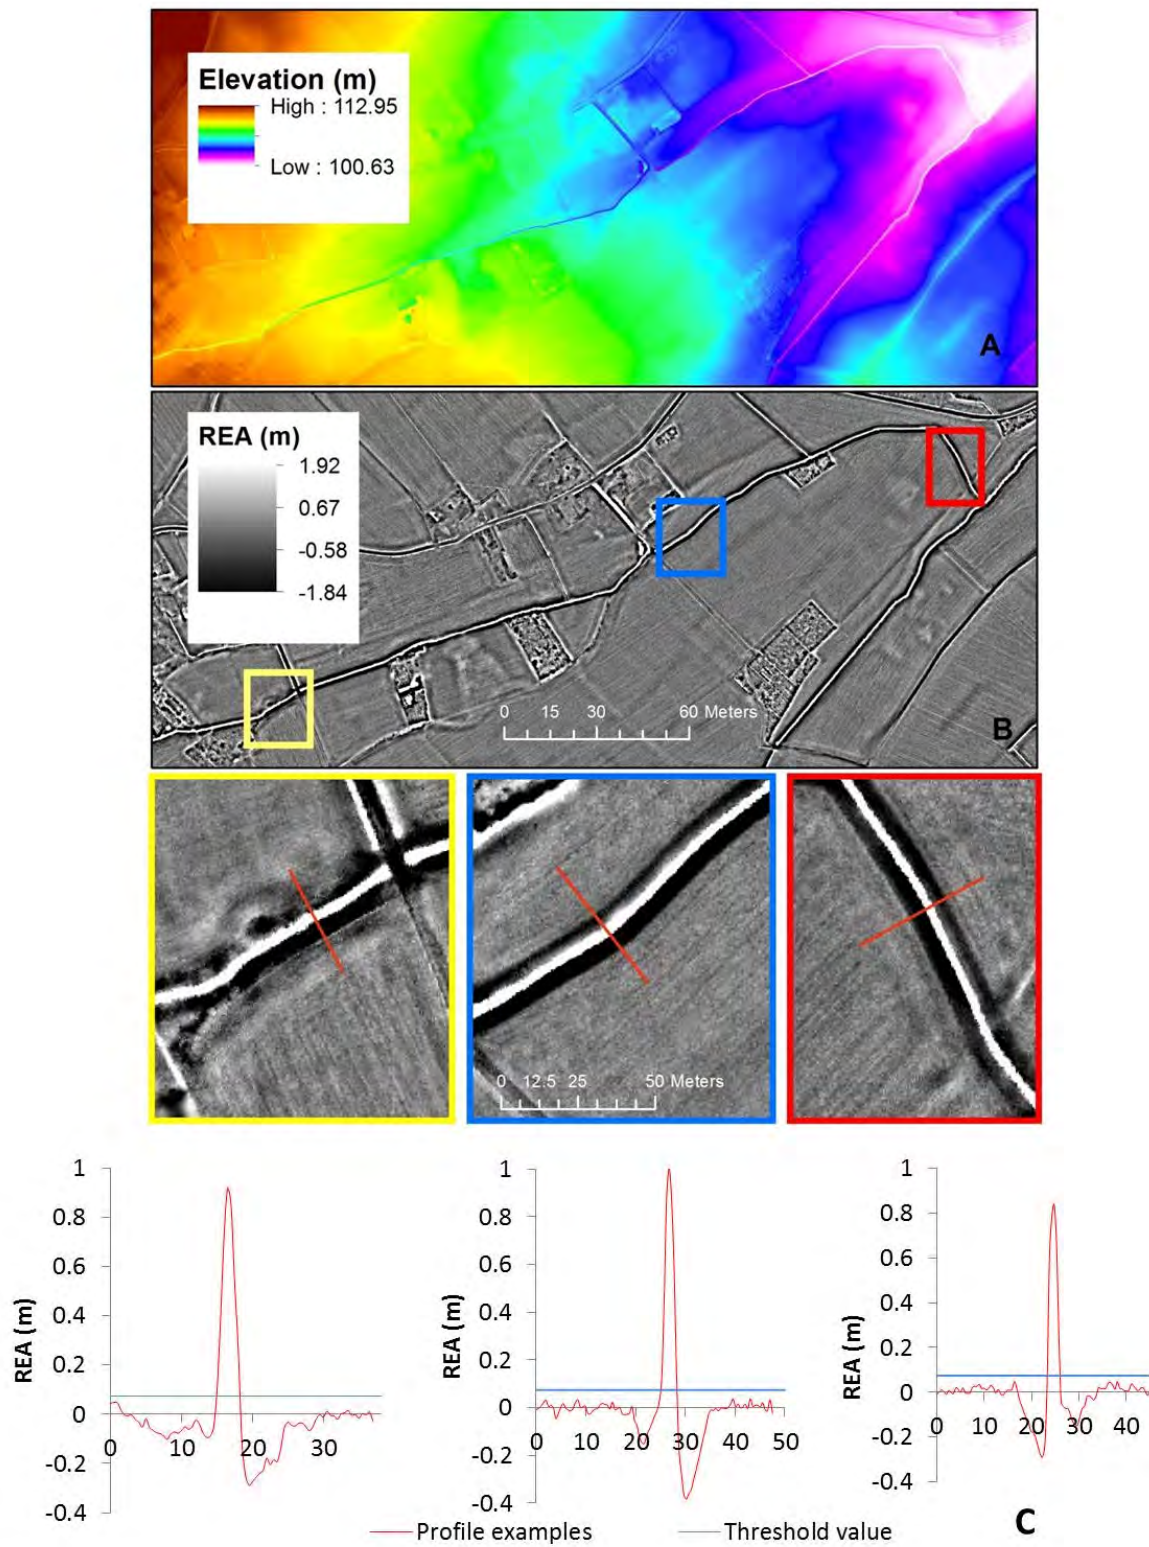 Elevation (m)
High : 112.95
Low : 100.63
A
REA (m)
1.92
0.67
-0.58
-1.84
0 15 30 60 Meters
B
0 12.5 25 50 Meters
REA (m)
1
0.8
0.6
0.4
0.2
0
-0.2
-0.4
0 10 20 30
REA (m)
1
0.8
0.6
0.4
0.2
0
-0.2
-0.4
0 10 20 30 40 50
REA (m)
1
0.8
0.6
0.4
0.2
0
-0.2
-0.4
0 10 20 30 40
Profile examples
Threshold value
C